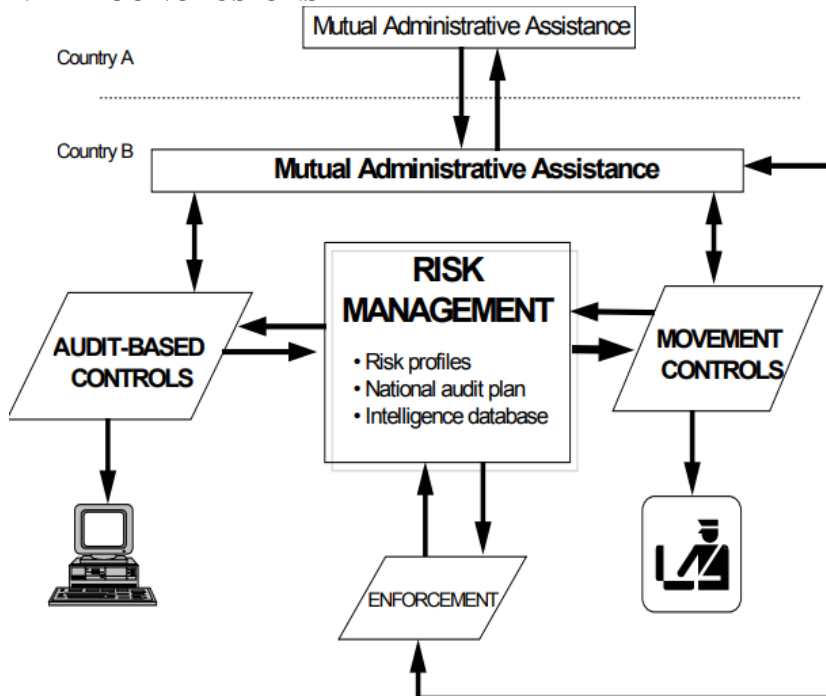 Mutual Administrative Assistance
Country A
Country B
Mutual Administrative Assistance
RISK
MANAGEMENT
• Risk profiles
• National audit plan
• Intelligence database
AUDIT-BASED
CONTROLS
MOVEMENT
CONTROLS
ENFORCEMENT